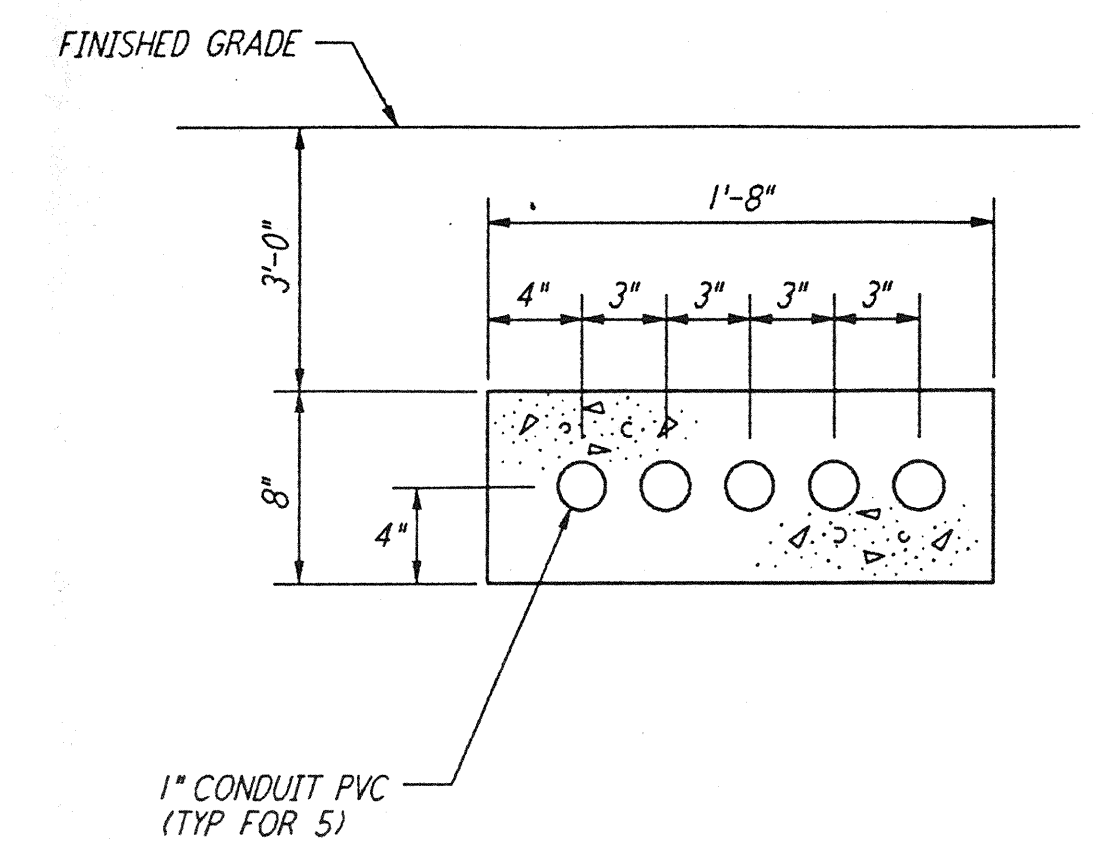 FINISHED GRADE
1'-8"
3'-0"
4" 3" 3" 3" 3"
8"
4"
1" CONDUIT PVC
(TYP FOR 5)